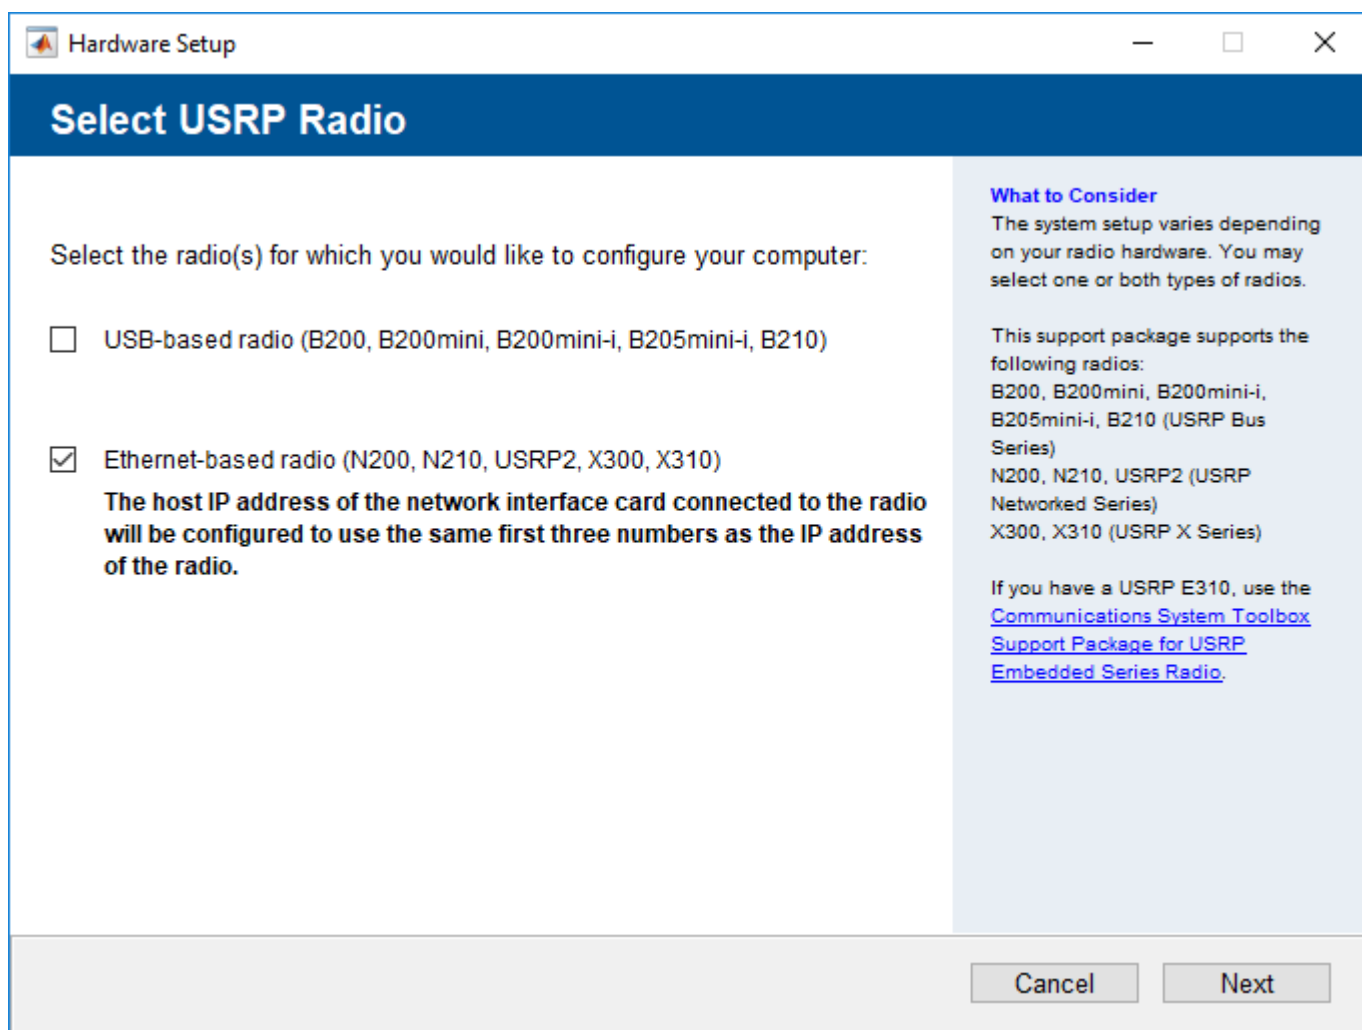 Hardware Setup
Select USRP Radio
Select the radio(s) for which you would like to configure your computer:
USB-based radio (B200, B200mini, B200mini-i, B205mini-i, B210)
Ethernet-based radio (N200, N210, USRP2, X300, X310)
The host IP address of the network interface card connected to the radio
will be configured to use the same first three numbers as the IP address
of the radio.
What to Consider
The system setup varies depending
on your radio hardware. You may
select one or both types of radios.
This support package supports the
following radios:
B200, B200mini, B200mini-i,
B205mini-i, B210 (USRP Bus
Series)
N200, N210, USRP2 (USRP
Networked Series)
X300, X310 (USRP X Series)
If you have a USRP E310, use the
Communications System Toolbox
Support Package for USRP
Embedded Series Radio.
Cancel
Next